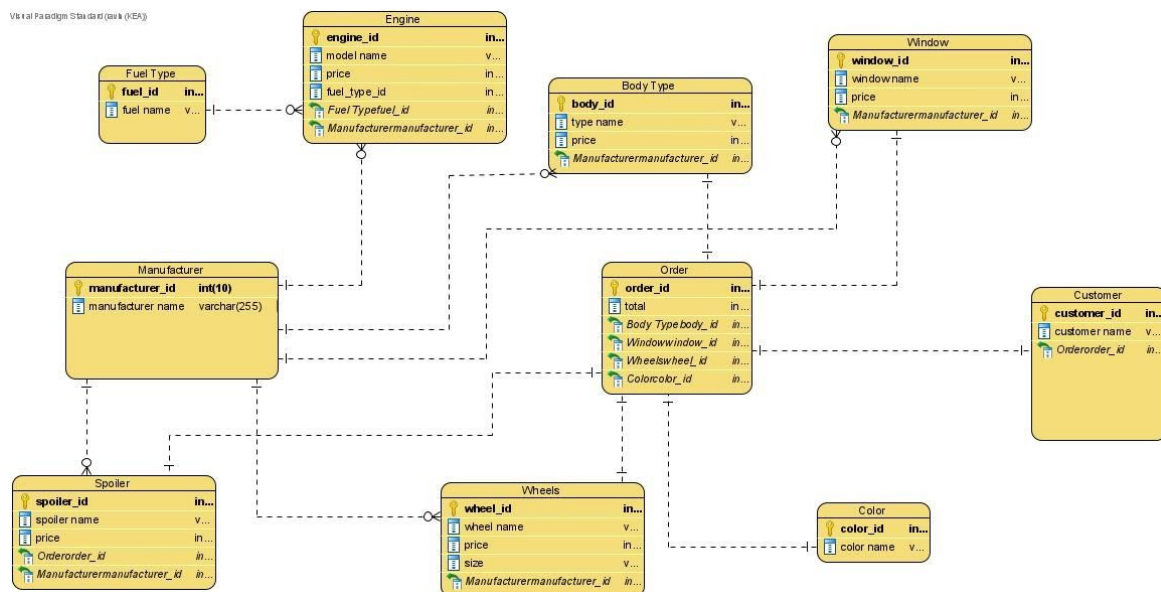 Visual Paradigm Standard
Engine
engine_id in...
model name v...
price in...
fuel_type_id in...
Fuel Typefuel_id in...
Manufacturermanufacturer_id in...
Fuel Type
fuel_id in...
fuel name v...
Body Type
body_id in...
type name v...
price in...
Manufacturermanufacturer_id in...
Window
window_id in...
window name v...
price in...
Manufacturermanufacturer_id in...
Manufacturer
manufacturer_id int(10)
manufacturer name varchar(255)
Order
order_id in...
total in...
Body Typebody_id in...
Windowwindow_id in...
Wheelswheel_id in...
Colorcolor_id in...
Customer
customer_id in...
customer name v...
Orderorder_id in...
Spoiler
spoiler_id in...
spoiler name v...
price in...
Orderorder_id in...
Manufacturermanufacturer_id in...
Wheels
wheel_id in...
wheel name v...
price in...
size v...
Manufacturermanufacturer_id in...
Color
color_id in...
color name v...